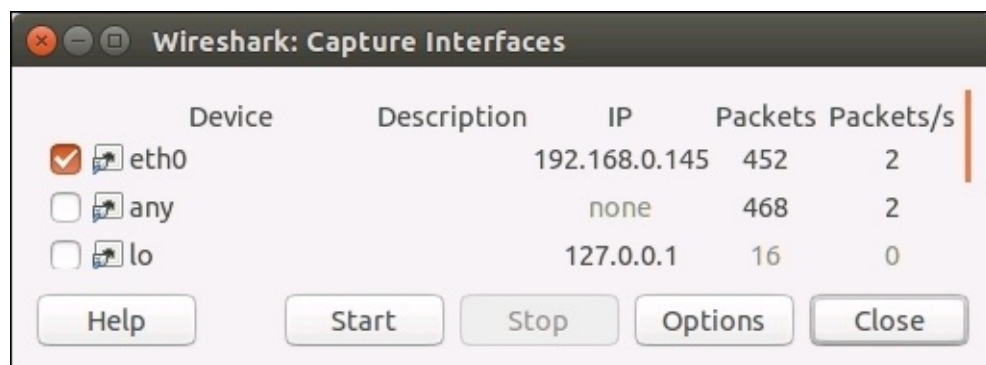 Wireshark: Capture Interfaces
Device Description IP Packets Packets/s
eth0 192.168.0.145 452 2
any none 468 2
lo 127.0.0.1 16 0
Help Start Stop Options Close